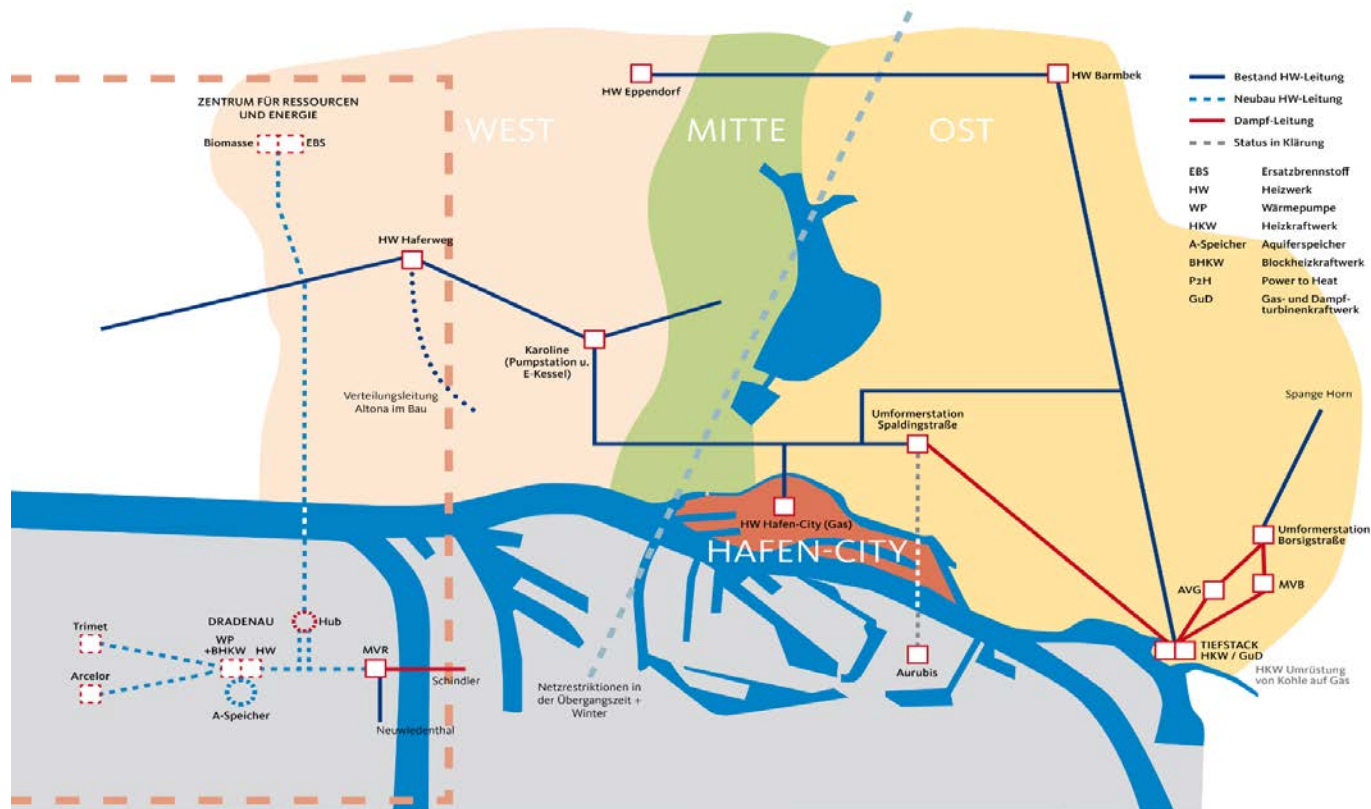 ZENTRUM FÜR RESSOURCEN
UND ENERGIE
Biomasse
EBS
WEST
MITTE
OST
HW Eppendorf
HW Barmbek
Bestand HW-Leitung
Neubau HW-Leitung
Dampf-Leitung
Status in Klärung
EBS Ersatzbrennstoff
HW Heizwerk
WP Wärmepumpe
HKW Heizkraftwerk
A-Speicher Aquiferspeicher
BHKW Blockheizkraftwerk
P2H Power to Heat
GuD Gas- und Dampf-
turbinenkraftwerk
HW Haferweg
Karoline
(Pumpstation u.
E-Kessel)
Verteilungsleitung
Altona im Bau
Umformerstation
Spaldingstraße
Spange Horn
HW Hafen-City (Gas)
HAFEN-CITY
Umformerstation
Borsigstraße
AVG
MVB
TIEFSTACK
HKW / GuD
HKW Umrüstung
von Kohle auf Gas
Trimet
Arcelor
DRADENAU
WP
+BHKW
HW
Hub
A-Speicher
MVR
Schindler
Neuwiedenthal
Netzrestriktionen in
der Übergangszeit +
Winter
Aurubis